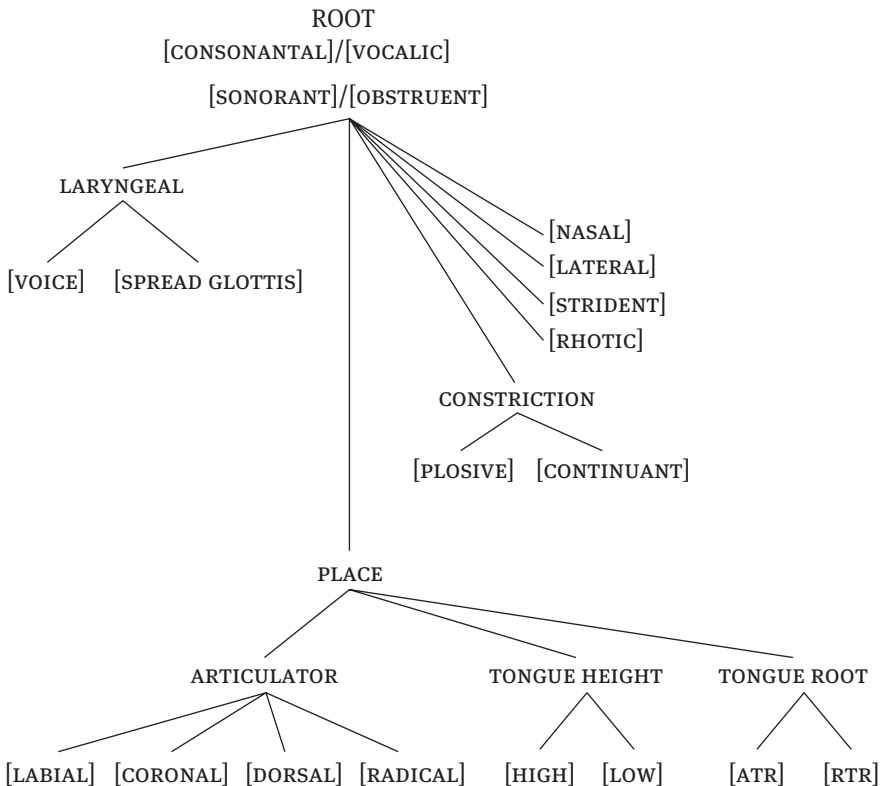 ROOT
[CONSONANTAL]/[VOCALIC]
[SONORANT]/[OBSTRUENT]
LARYNGEAL
[VOICE] [SPREAD GLOTTIS]
[NASAL]
[LATERAL]
[STRIDENT]
[RHOTIC]
CONSTRICTION
[PLOSIVE] [CONTINUANT]
PLACE
ARTICULATOR TONGUE HEIGHT TONGUE ROOT
[LABIAL] [CORONAL] [DORSAL] [RADICAL] [HIGH] [LOW] [ATR] [RTR]